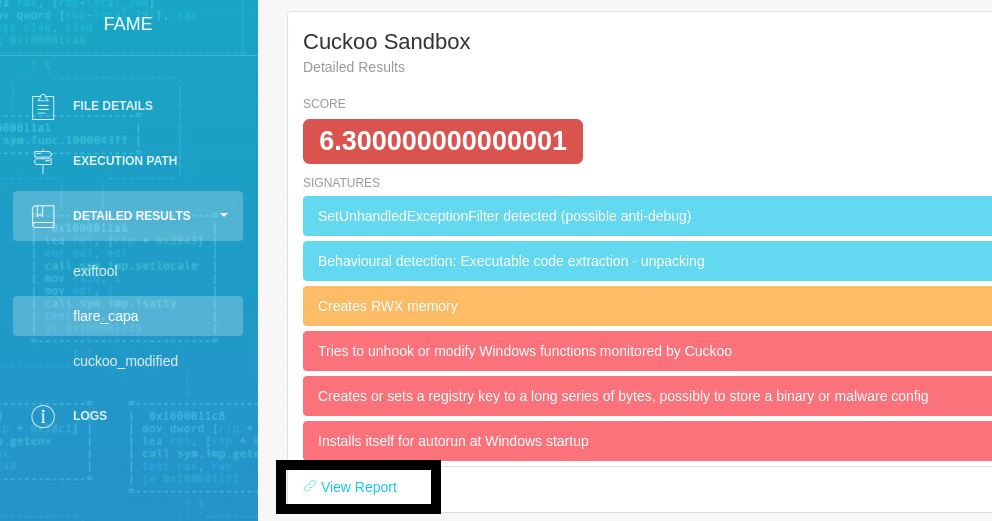 FAME
FILE DETAILS
EXECUTION PATH
DETAILED RESULTS
exiftool
flare_capa
cuckoo_modified
LOGS
Cuckoo Sandbox
Detailed Results
SCORE
6.300000000000001
SIGNATURES
SetUnhandledExceptionFilter detected (possible anti-debug)
Behavioural detection: Executable code extraction - unpacking
Creates RWX memory
Tries to unhook or modify Windows functions monitored by Cuckoo
Creates or sets a registry key to a long series of bytes, possibly to store a binary or malware config
Installs itself for autorun at Windows startup
View Report